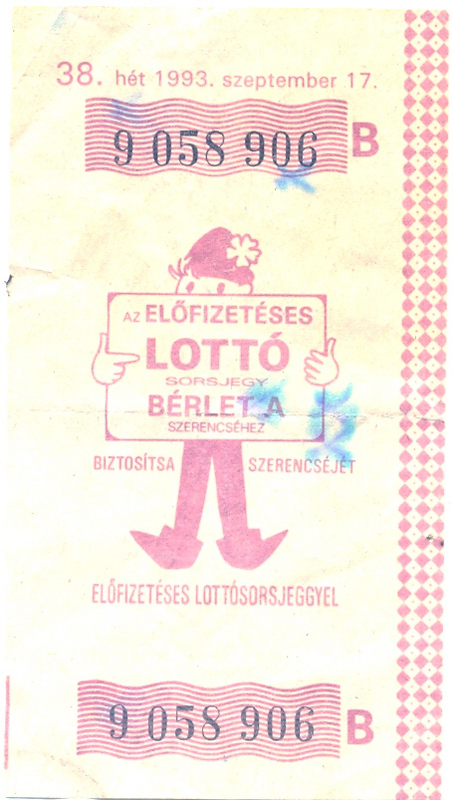 38. hét 1993. szeptember 17.
9 058 906 B
AZ ELŐFIZETÉSES
LOTTÓ
SORSJEGY
BÉRLET A
SZERENCSÉHEZ
BIZTOSÍTSA SZERENCSÉJÉT
ELŐFIZETÉSES LOTTÓSORSJEGGYEL
9 058 906 B